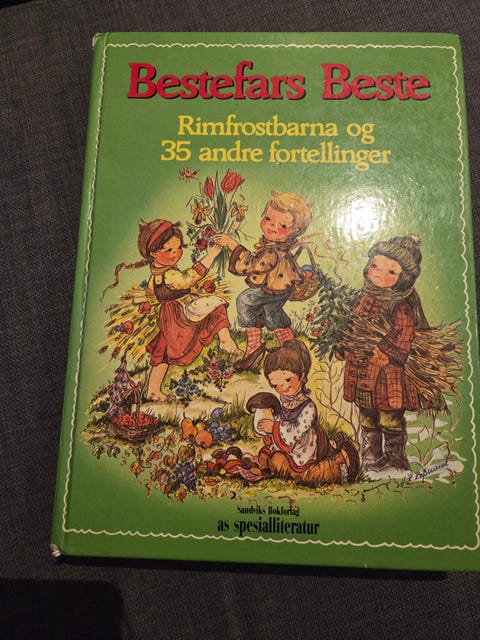 Bestefars Beste
Rimfrostbarna og
35 andre fortellinger
Sandviks Bokforlag
as spesialliteratur